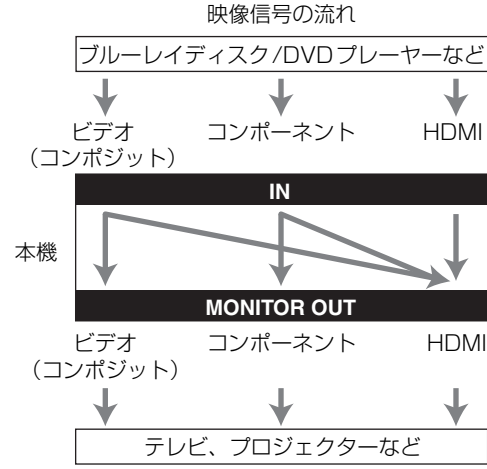 映像信号の流れ
ブルーレイディスク/DVDプレーヤーなど
ビデオ
(コンポジット)
コンポーネント
HDMI
IN
本機
MONITOR OUT
ビデオ
(コンポジット)
コンポーネント
HDMI
テレビ、プロジェクターなど